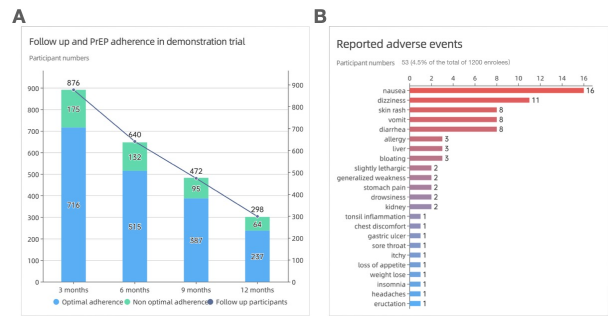 A
Follow up and PrEP adherence in demonstration trial
Participant numbers
876
900
900
175
800
800
700
700
640
600
132
600
500
472
500
95
400
400
716
300
298
300
515
64
200
387
200
100
237
100
0
0
3 months 6 months 9 months 12 months
Optimal adherence Non optimal adherence Follow up participants
B
Reported adverse events
Participant numbers 53 (4.5% of the total of 1200 enrolees)
0 2 4 6 8 10 12 14 16
nausea 16
dizziness 11
skin rash 8
vomit 8
diarrhea 8
allergy 3
liver 3
bloating 3
slightly lethargic 2
generalized weakness 2
stomach pain 2
drowsiness 2
kidney 2
tonsil inflammation 1
chest discomfort 1
gastric ulcer 1
sore throat 1
itchy 1
loss of appetite 1
weight lose 1
insomnia 1
headaches 1
eructation 1